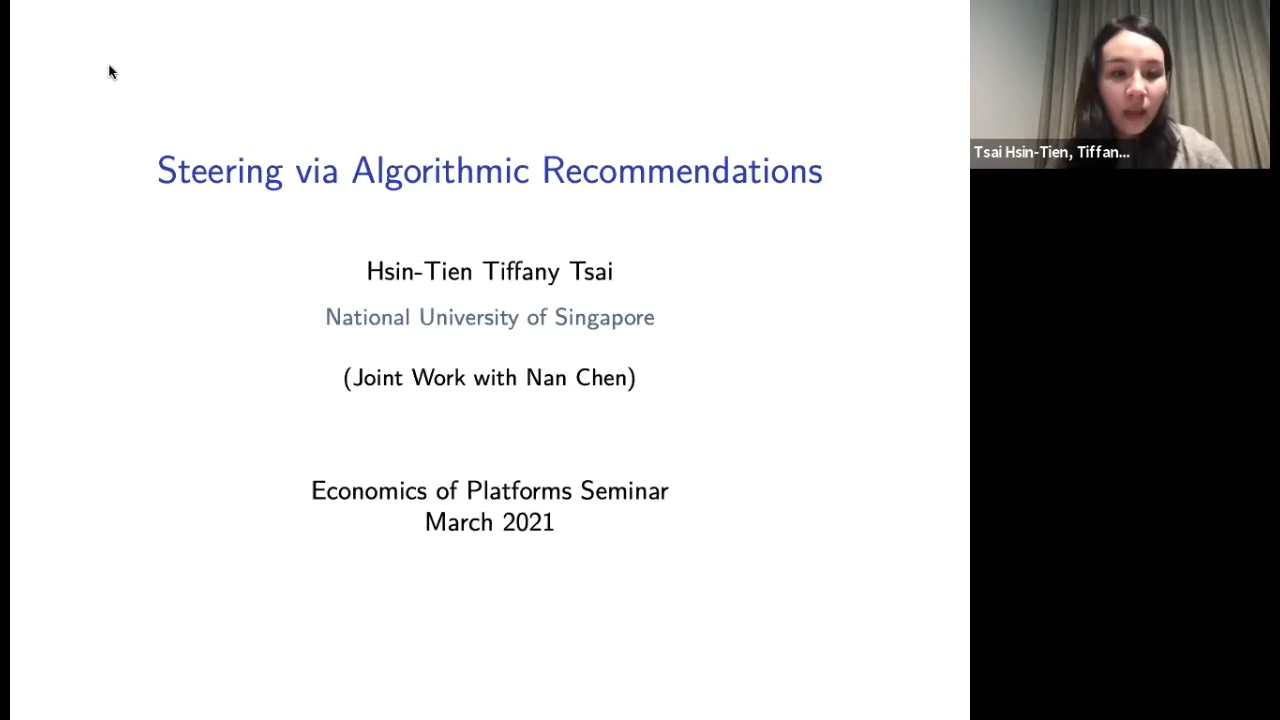 Steering via Algorithmic Recommendations
Hsin-Tien Tiffany Tsai
National University of Singapore
(Joint Work with Nan Chen)
Economics of Platforms Seminar
March 2021
Tsai Hsin-Tien, Tiffan...